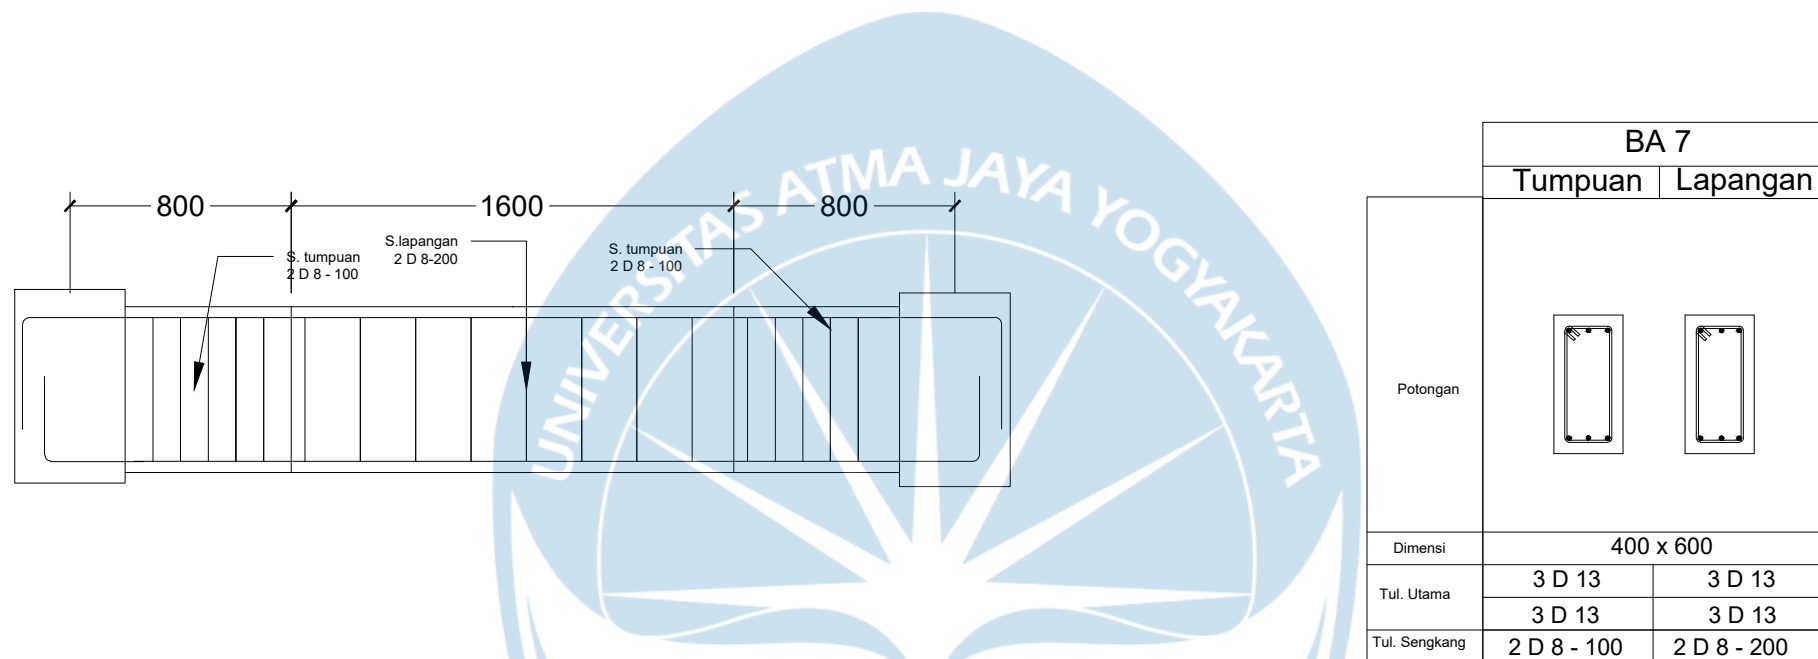 UNIVERSITAS ATMA JAYA YOGYAKARTA
800 1600 800
S. tumpuan
2 D 8 - 100
S.lapangan
2 D 8-200
S. tumpuan
2 D 8 - 100
BA 7
Tumpuan Lapangan
Potongan
Dimensi 400 x 600
Tul. Utama 3 D 13 3 D 13
3 D 13 3 D 13
Tul. Sengkang 2 D 8 - 100 2 D 8 - 200